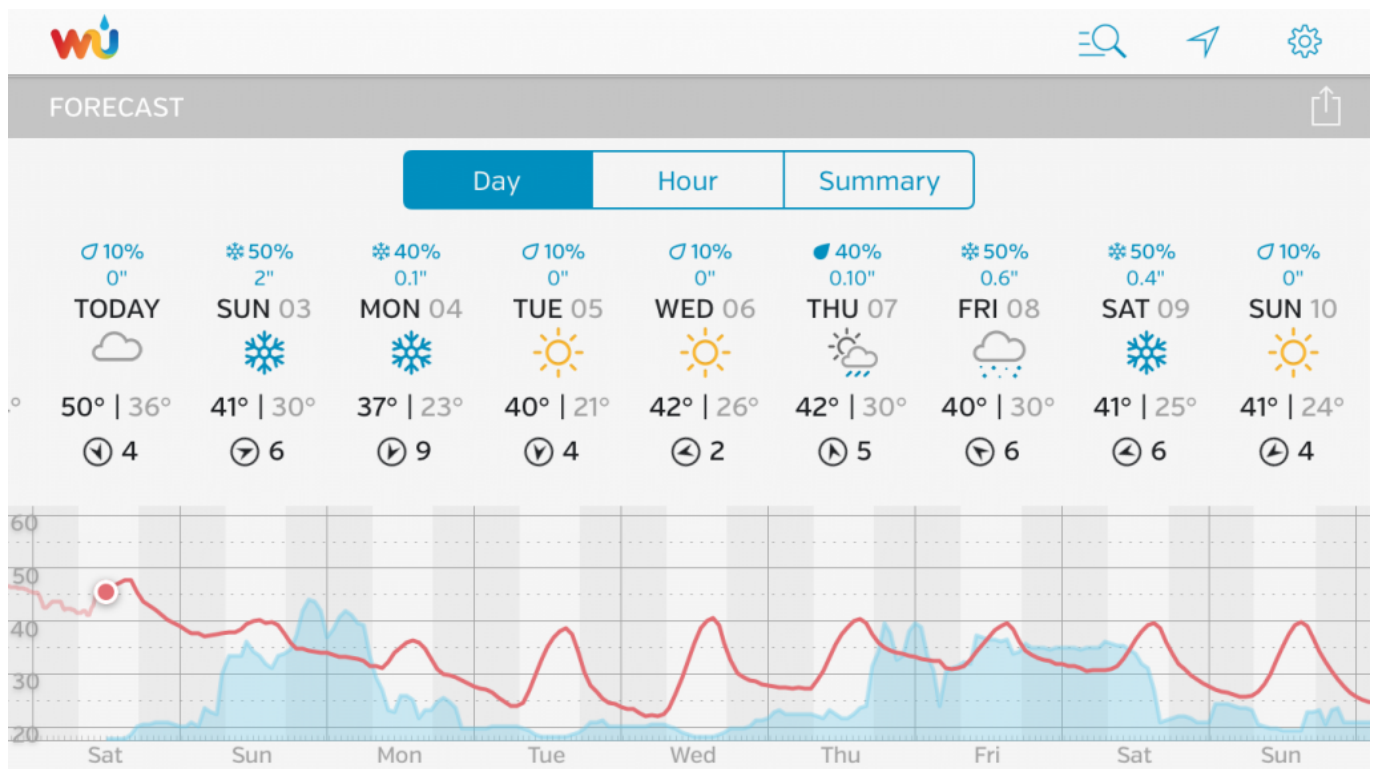 wu
FORECAST
Day Hour Summary
10% 50% 40% 10% 10% 40% 50% 50% 10%
0" 2" 0.1" 0" 0" 0.10" 0.6" 0.4" 0"
TODAY SUN 03 MON 04 TUE 05 WED 06 THU 07 FRI 08 SAT 09 SUN 10
50° | 36° 41° | 30° 37° | 23° 40° | 21° 42° | 26° 42° | 30° 40° | 30° 41° | 25° 41° | 24°
4 6 9 4 2 5 6 6 4
60
50
40
30
20
Sat Sun Mon Tue Wed Thu Fri Sat Sun